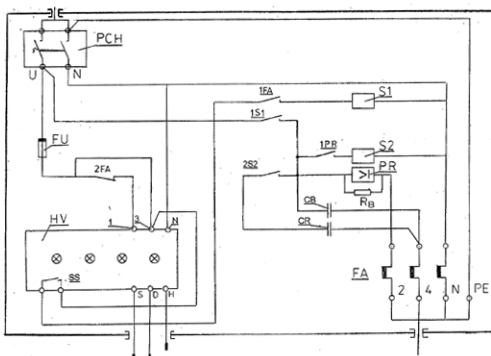 PCH
U
N
1FA
S1
1S1
FU
1PR
S2
2FA
2S2
PR
R_B
CB
CR
HV
1
3
N
SS
S
D
H
FA
2
4
N
PE